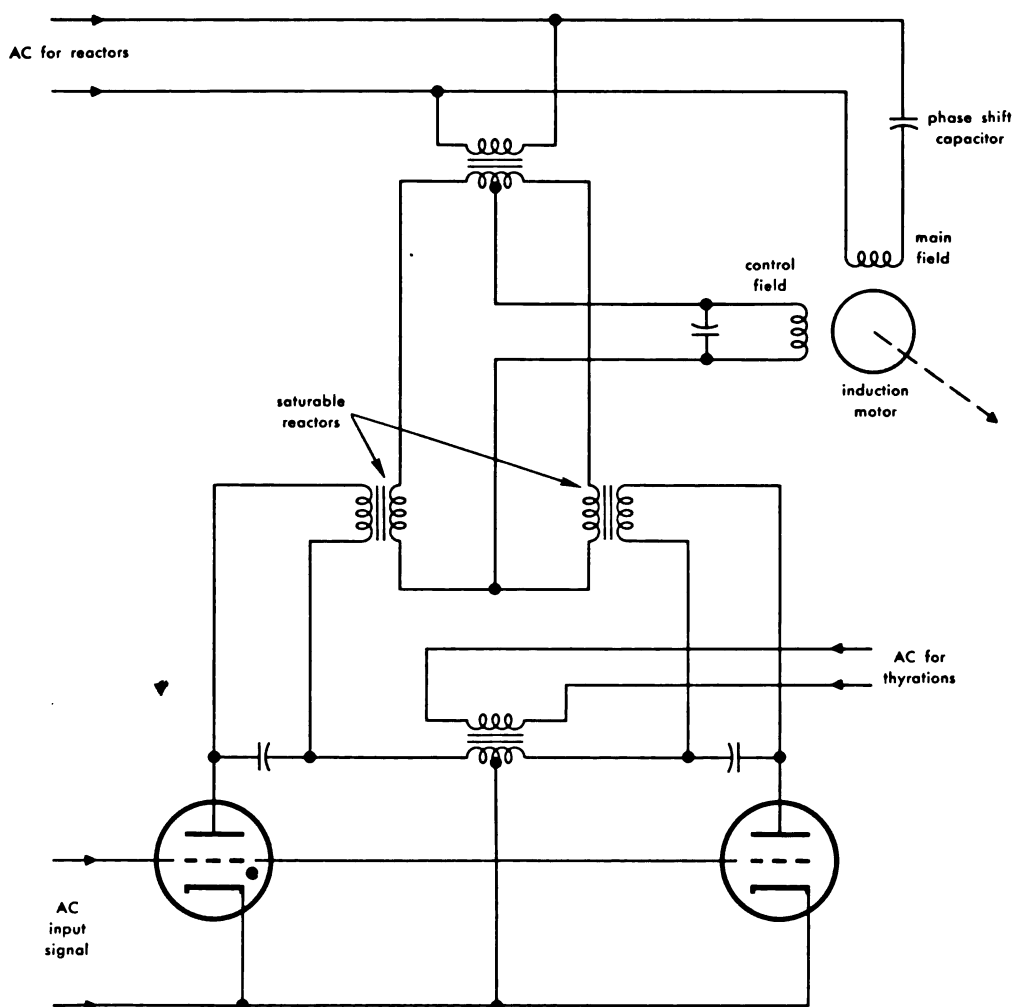 AC for reactors
phase shift
capacitor
main
field
control
field
induction
motor
saturable
reactors
AC for
thyrations
AC
input
signal